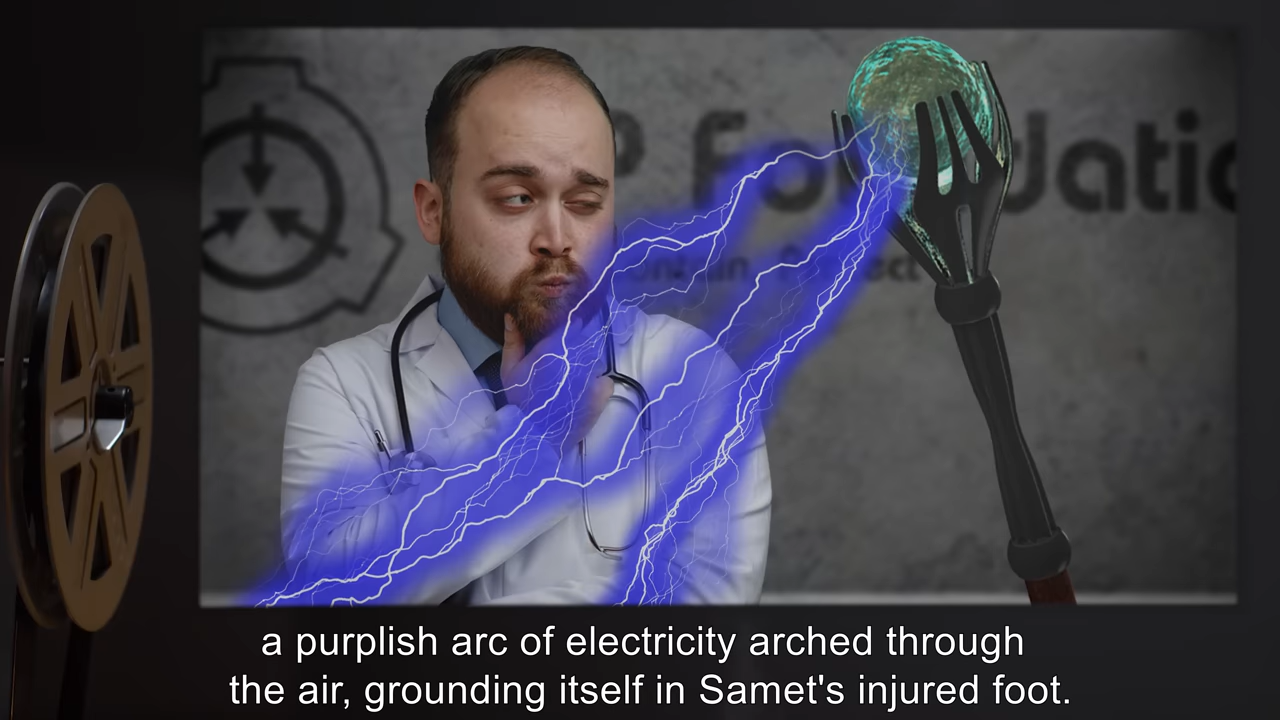 a purplish arc of electricity arched through
the air, grounding itself in Samet's injured foot.